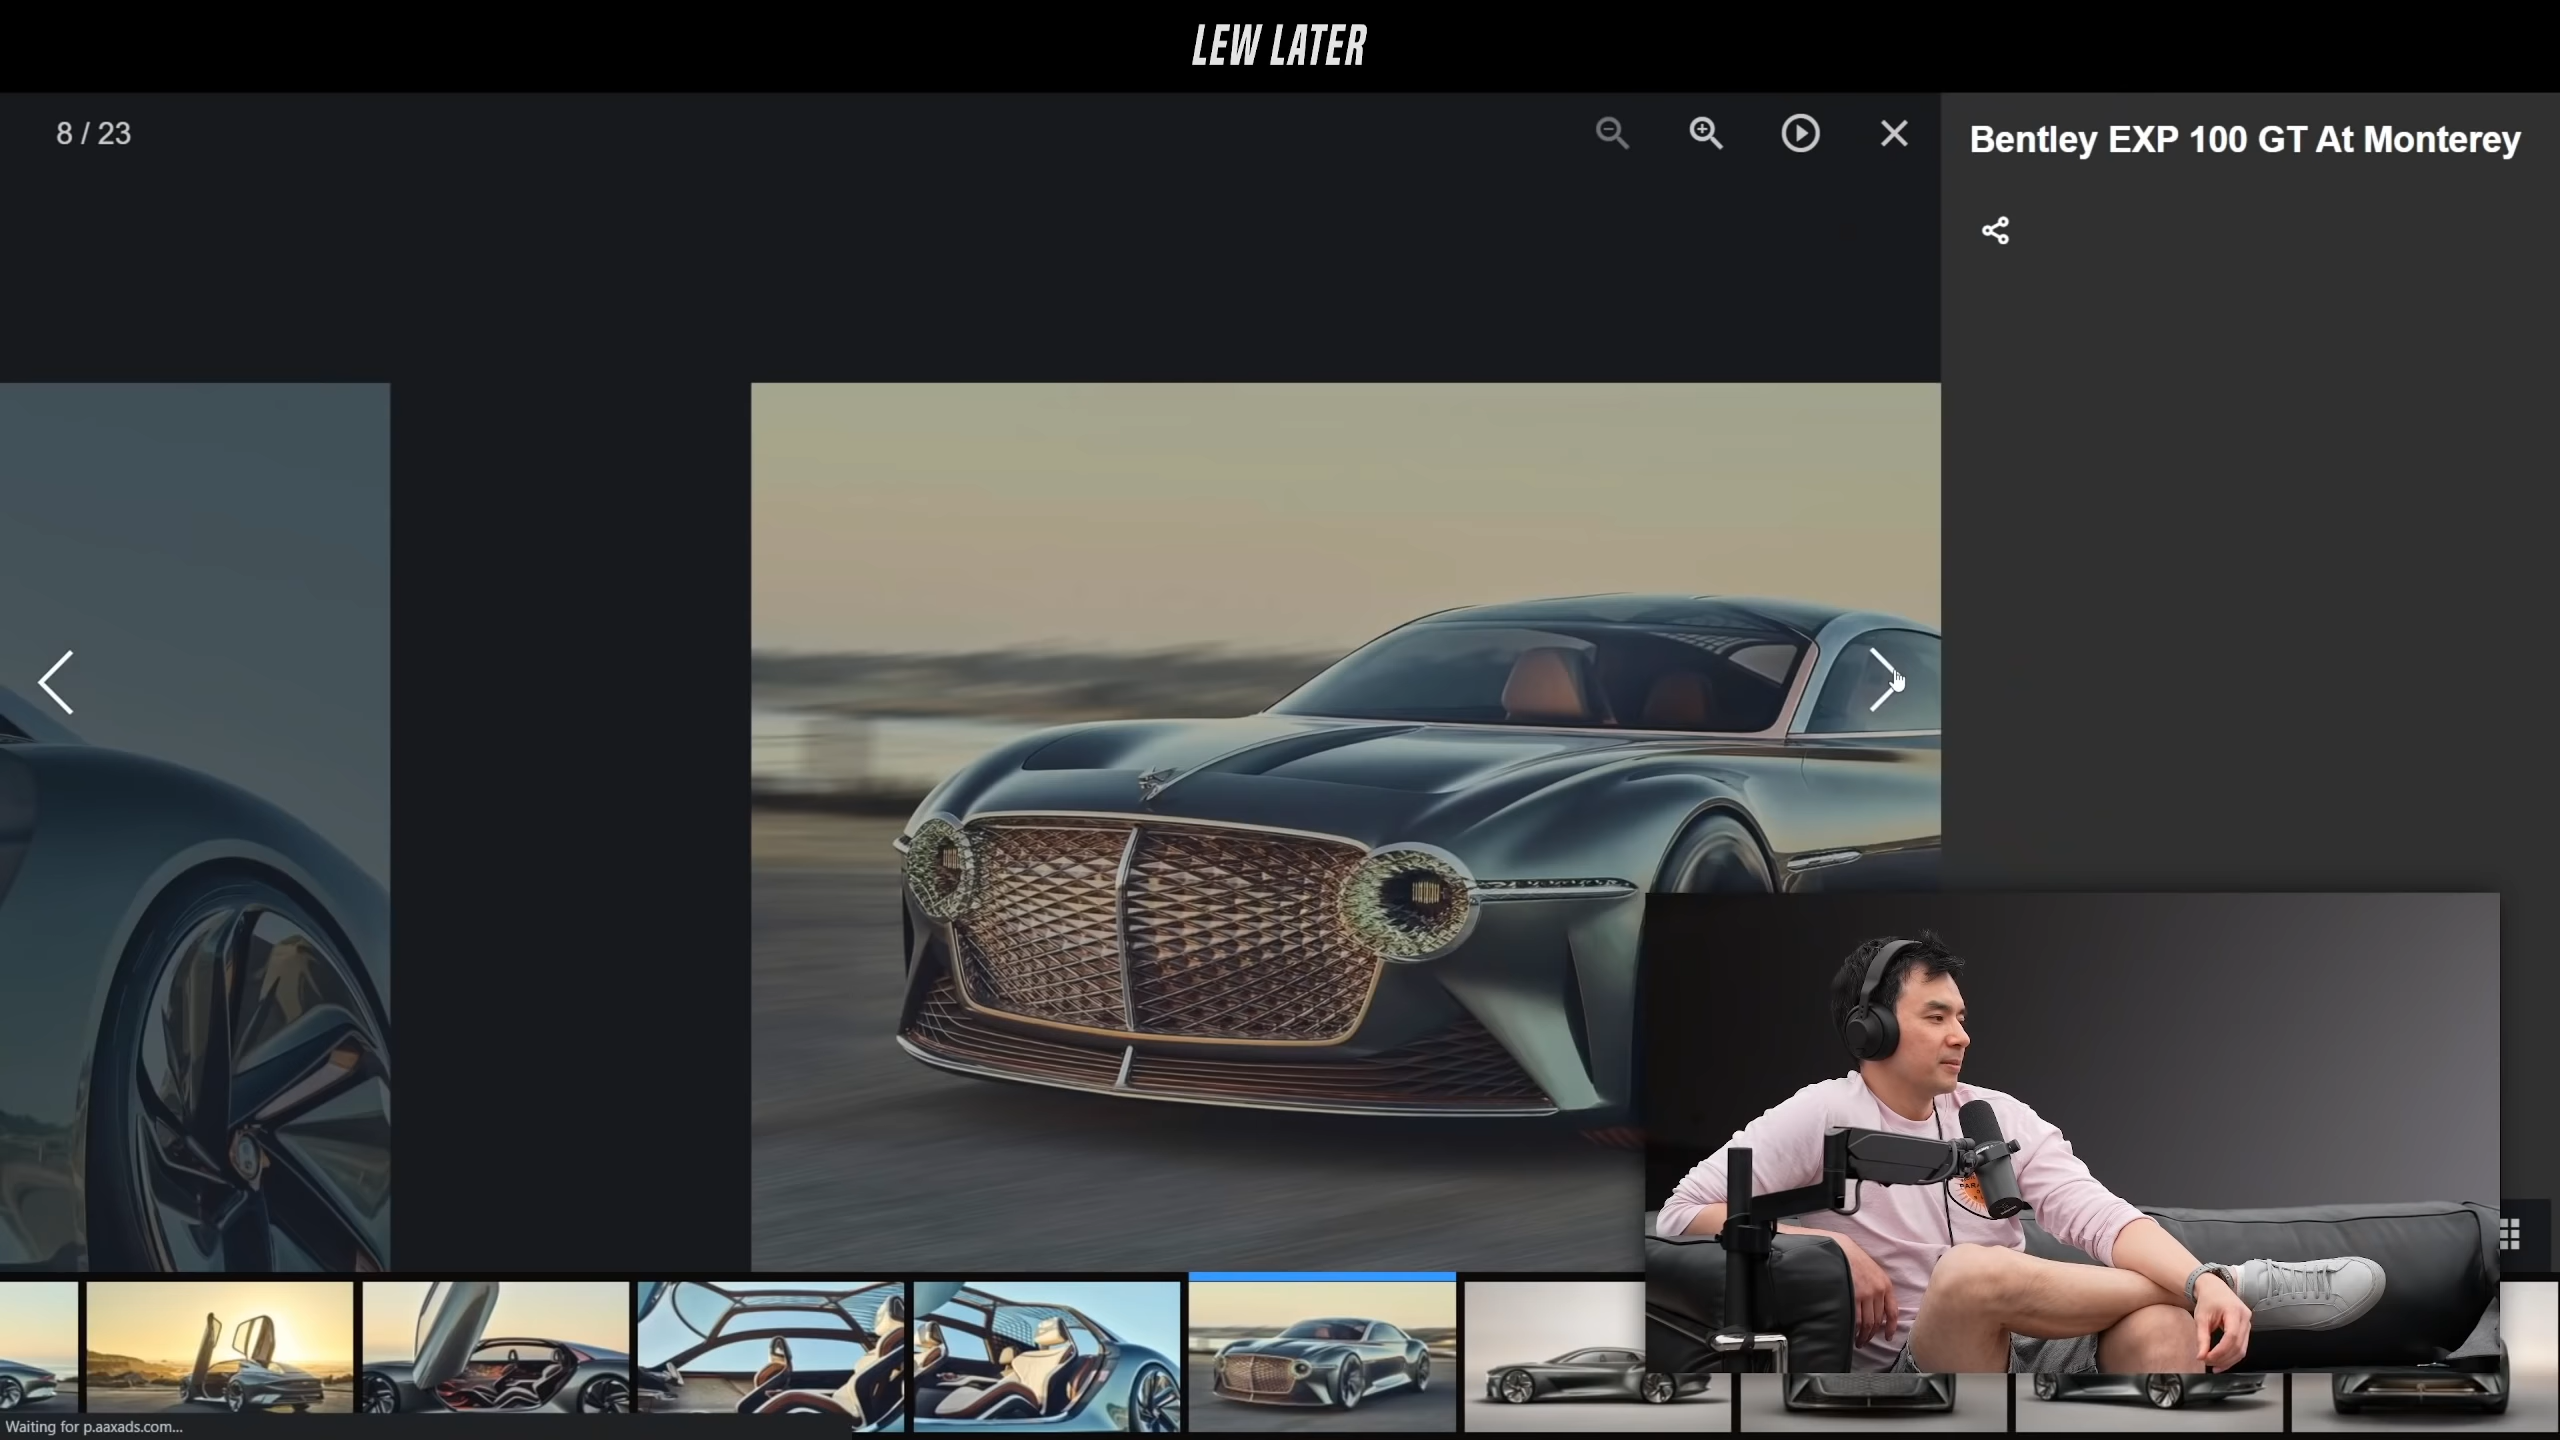 LEW LATER
8 / 23
Bentley EXP 100 GT At Monterey
Waiting for p.aaxads.com...